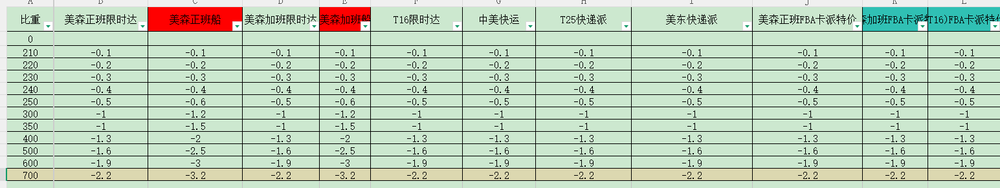 A B C D E F G H I J K L
比重 美森正班限时达 美森正班船 美森加班限时达 美森加班船 T16限时达 中美快运 T25快递派 美东快递派 美森正班FBA卡派特价 森加班FBA卡派特 T16)FBA卡派特价
0
210 -0.1 -0.1 -0.1 -0.1 -0.1 -0.1 -0.1 -0.1 -0.1 -0.1 -0.1
220 -0.2 -0.2 -0.2 -0.2 -0.2 -0.2 -0.2 -0.2 -0.2 -0.2 -0.2
230 -0.3 -0.3 -0.3 -0.3 -0.3 -0.3 -0.3 -0.3 -0.3 -0.3 -0.3
240 -0.4 -0.4 -0.4 -0.4 -0.4 -0.4 -0.4 -0.4 -0.4 -0.4 -0.4
250 -0.5 -0.6 -0.5 -0.6 -0.5 -0.5 -0.5 -0.5 -0.5 -0.5 -0.5
300 -1 -1.2 -1 -1.2 -1 -1 -1 -1 -1 -1 -1
350 -1 -1.5 -1 -1.5 -1 -1 -1 -1 -1 -1 -1
400 -1.3 -2 -1.3 -2 -1.3 -1.3 -1.3 -1.3 -1.3 -1.3 -1.3
500 -1.6 -2.5 -1.6 -2.5 -1.6 -1.6 -1.6 -1.6 -1.6 -1.6 -1.6
600 -1.9 -3 -1.9 -3 -1.9 -1.9 -1.9 -1.9 -1.9 -1.9 -1.9
700 -2.2 -3.2 -2.2 -3.2 -2.2 -2.2 -2.2 -2.2 -2.2 -2.2 -2.2